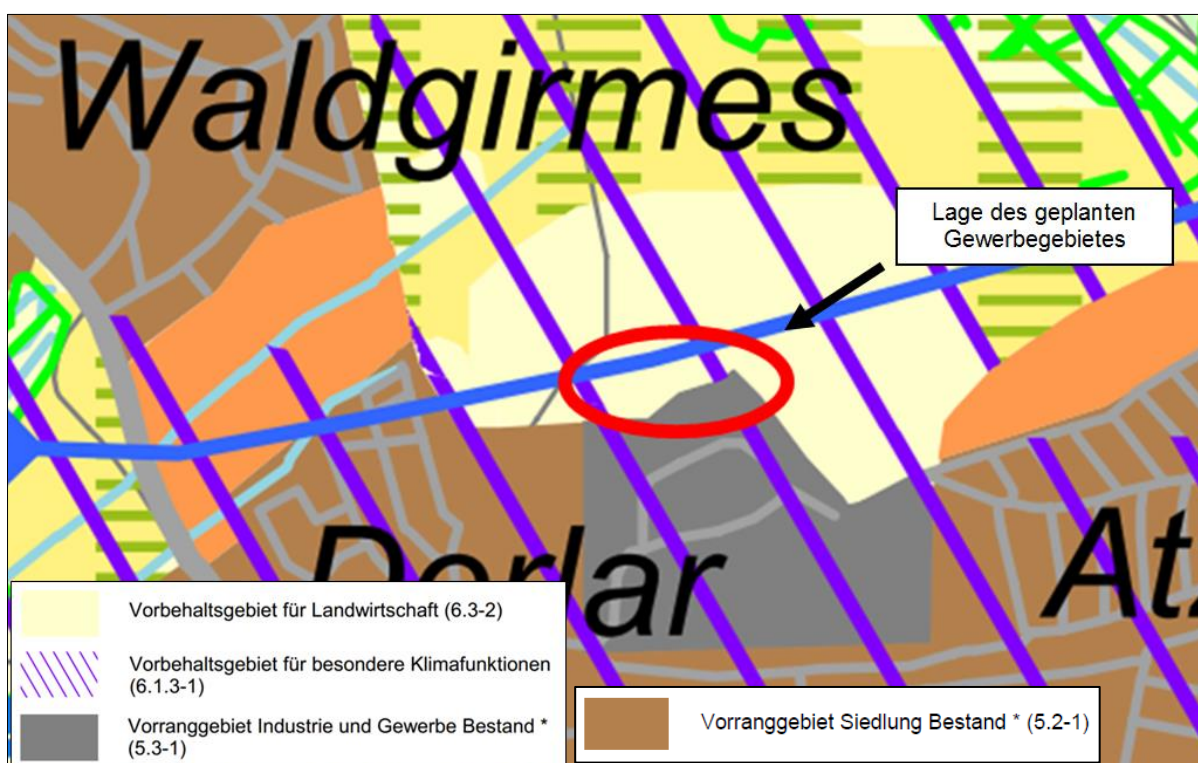 Waldgirmes
Lage des geplanten
Gewerbegebietes
Dorlar
At
Vorbehaltsgebiet für Landwirtschaft (6.3-2)
Vorbehaltsgebiet für besondere Klimafunktionen
(6.1.3-1)
Vorranggebiet Industrie und Gewerbe Bestand *
(5.3-1)
Vorranggebiet Siedlung Bestand * (5.2-1)